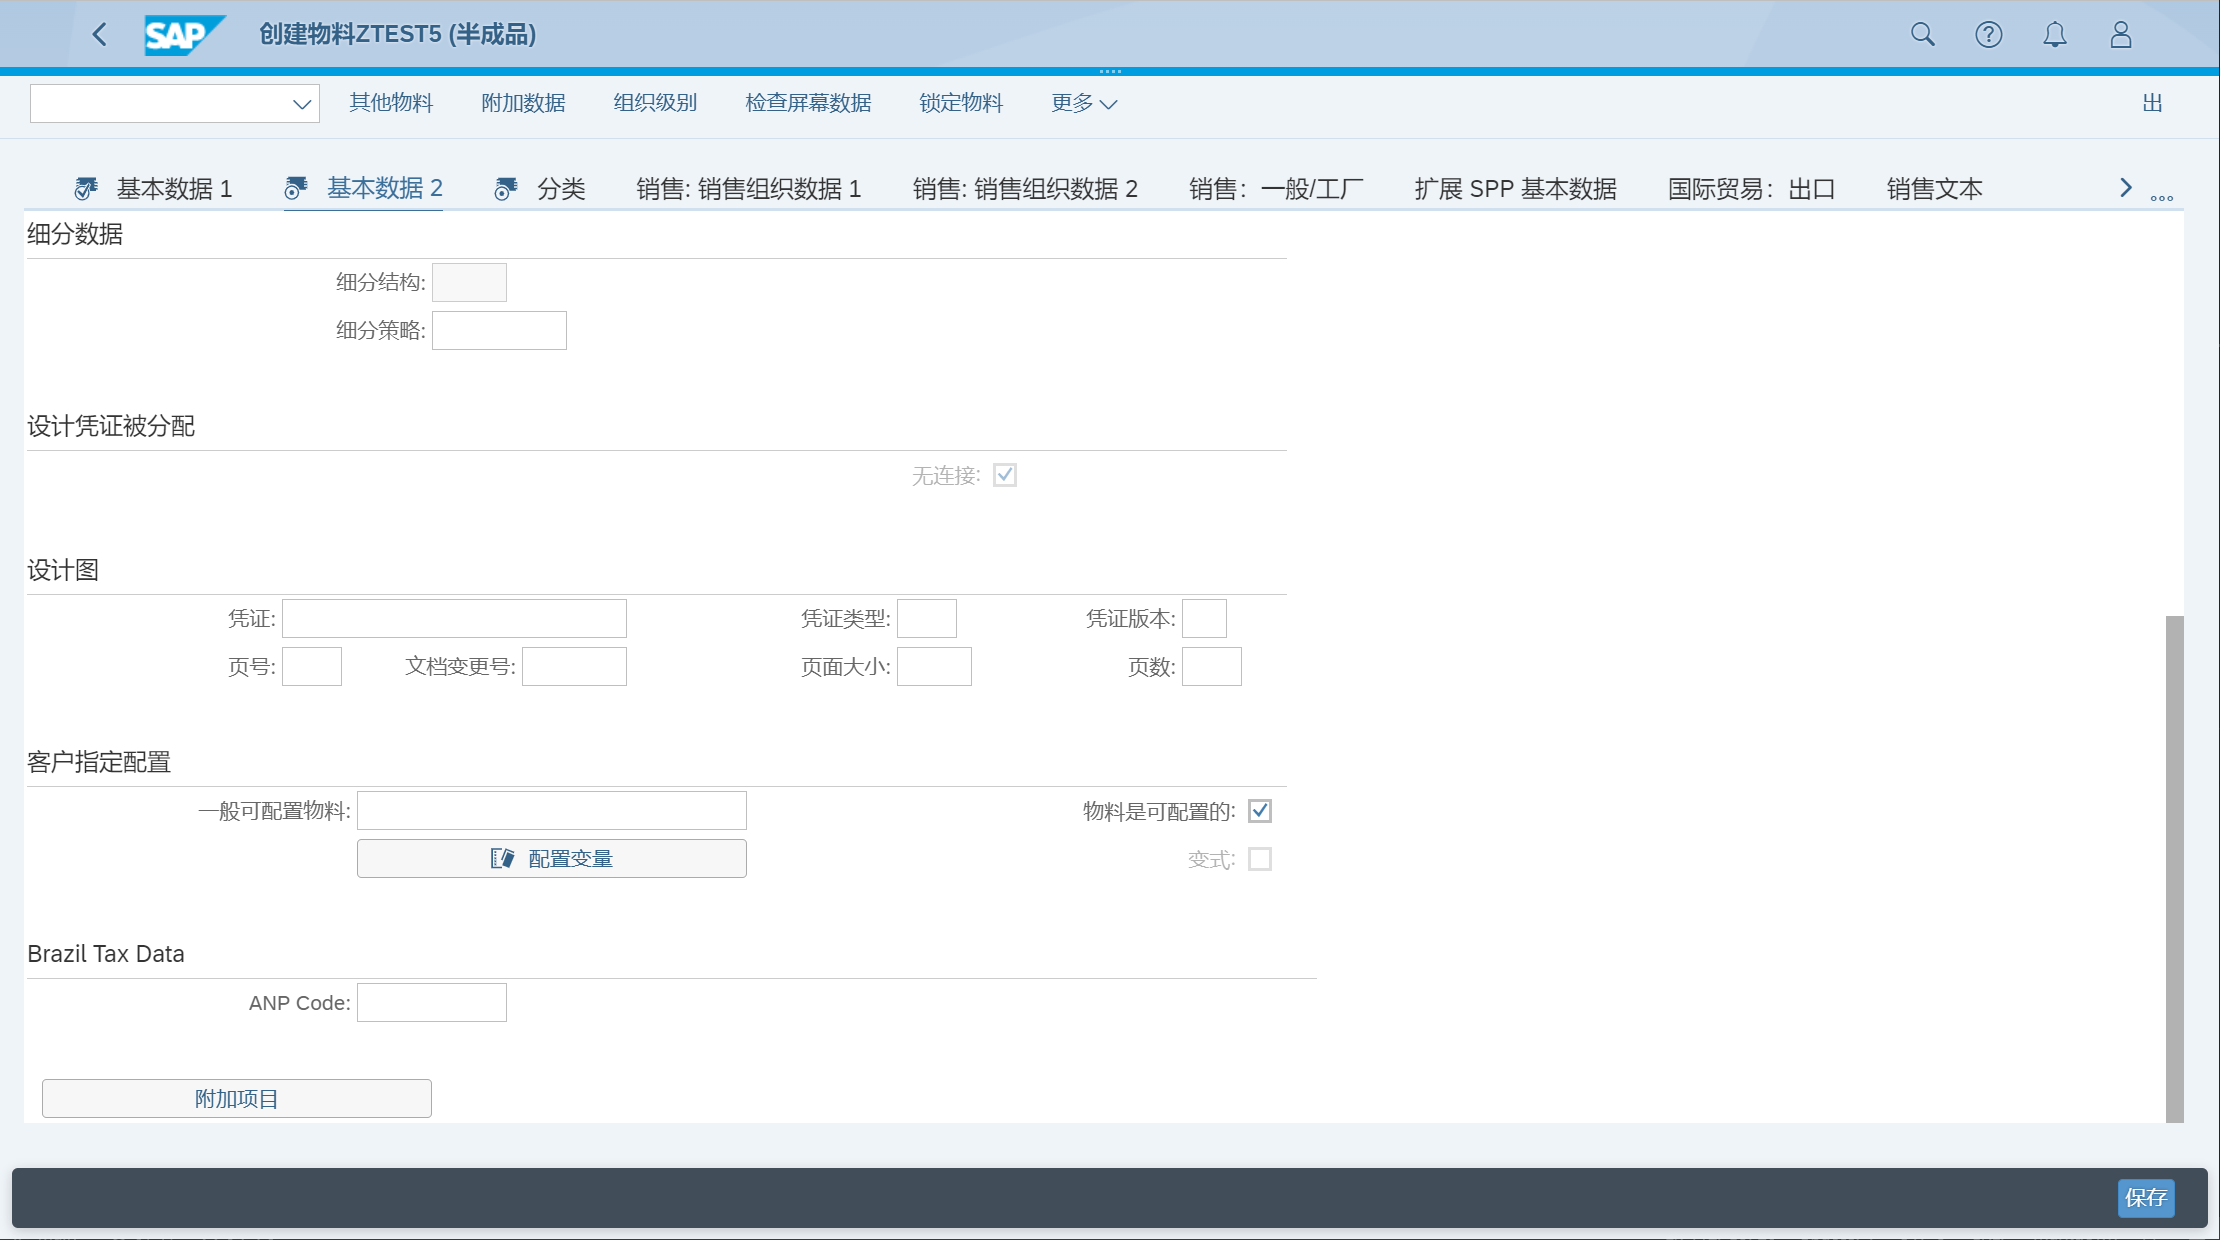 SAP 创建物料ZTEST5 (半成品)
其他物料 附加数据 组织级别 检查屏幕数据 锁定物料 更多 出
基本数据 1 基本数据 2 分类 销售: 销售组织数据 1 销售: 销售组织数据 2 销售：一般/工厂 扩展 SPP 基本数据 国际贸易：出口 销售文本
细分数据
细分结构:
细分策略:
设计凭证被分配
无连接:
设计图
凭证: 凭证类型: 凭证版本:
页号: 文档变更号: 页面大小: 页数:
客户指定配置
一般可配置物料: 物料是可配置的:
配置变量 变式:
Brazil Tax Data
ANP Code:
附加项目
保存